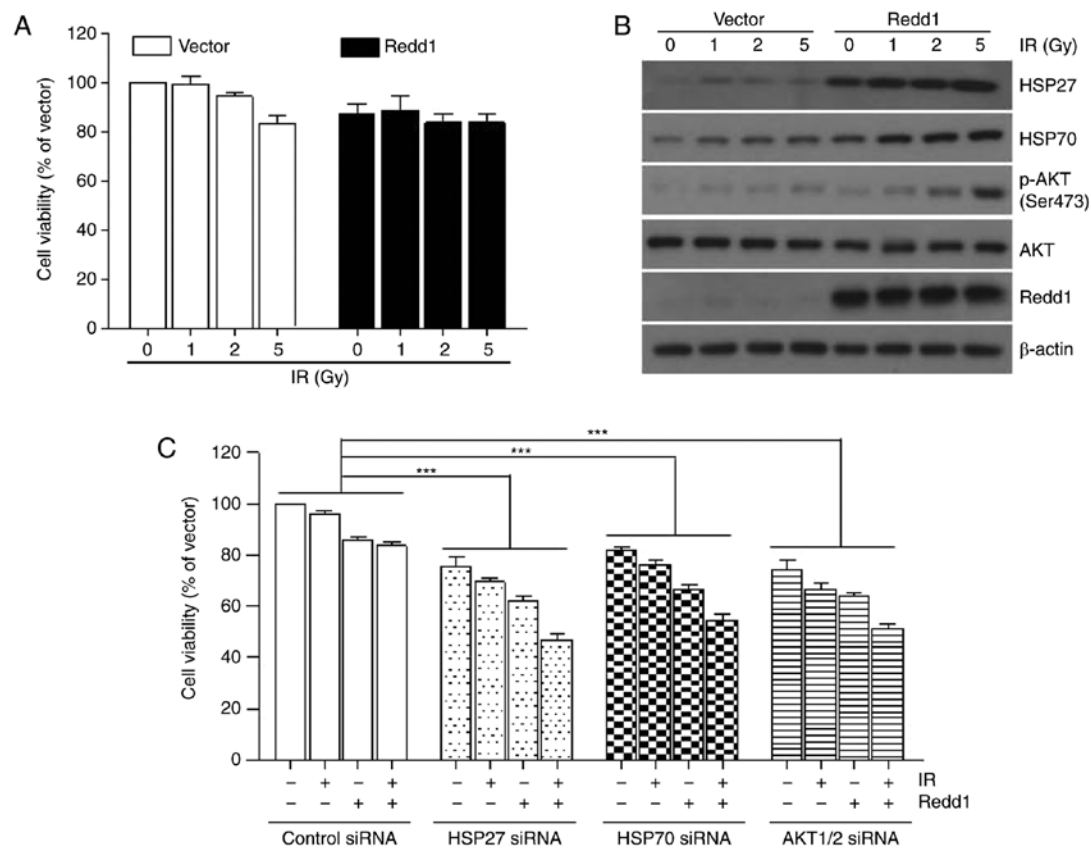 A
Vector
Redd1
Cell viability (% of vector)
120
100
80
60
40
20
0
0 1 2 5 0 1 2 5
IR (Gy)
B
Vector Redd1
0 1 2 5 0 1 2 5 IR (Gy)
HSP27
HSP70
p-AKT
(Ser473)
AKT
Redd1
β-actin
C
Cell viability (% of vector)
120
100
80
60
40
20
0
***
***
***
– + – + – + – + – + – + – + – + IR
– – + + – – + + – – + + – – + + Redd1
Control siRNA HSP27 siRNA HSP70 siRNA AKT1/2 siRNA